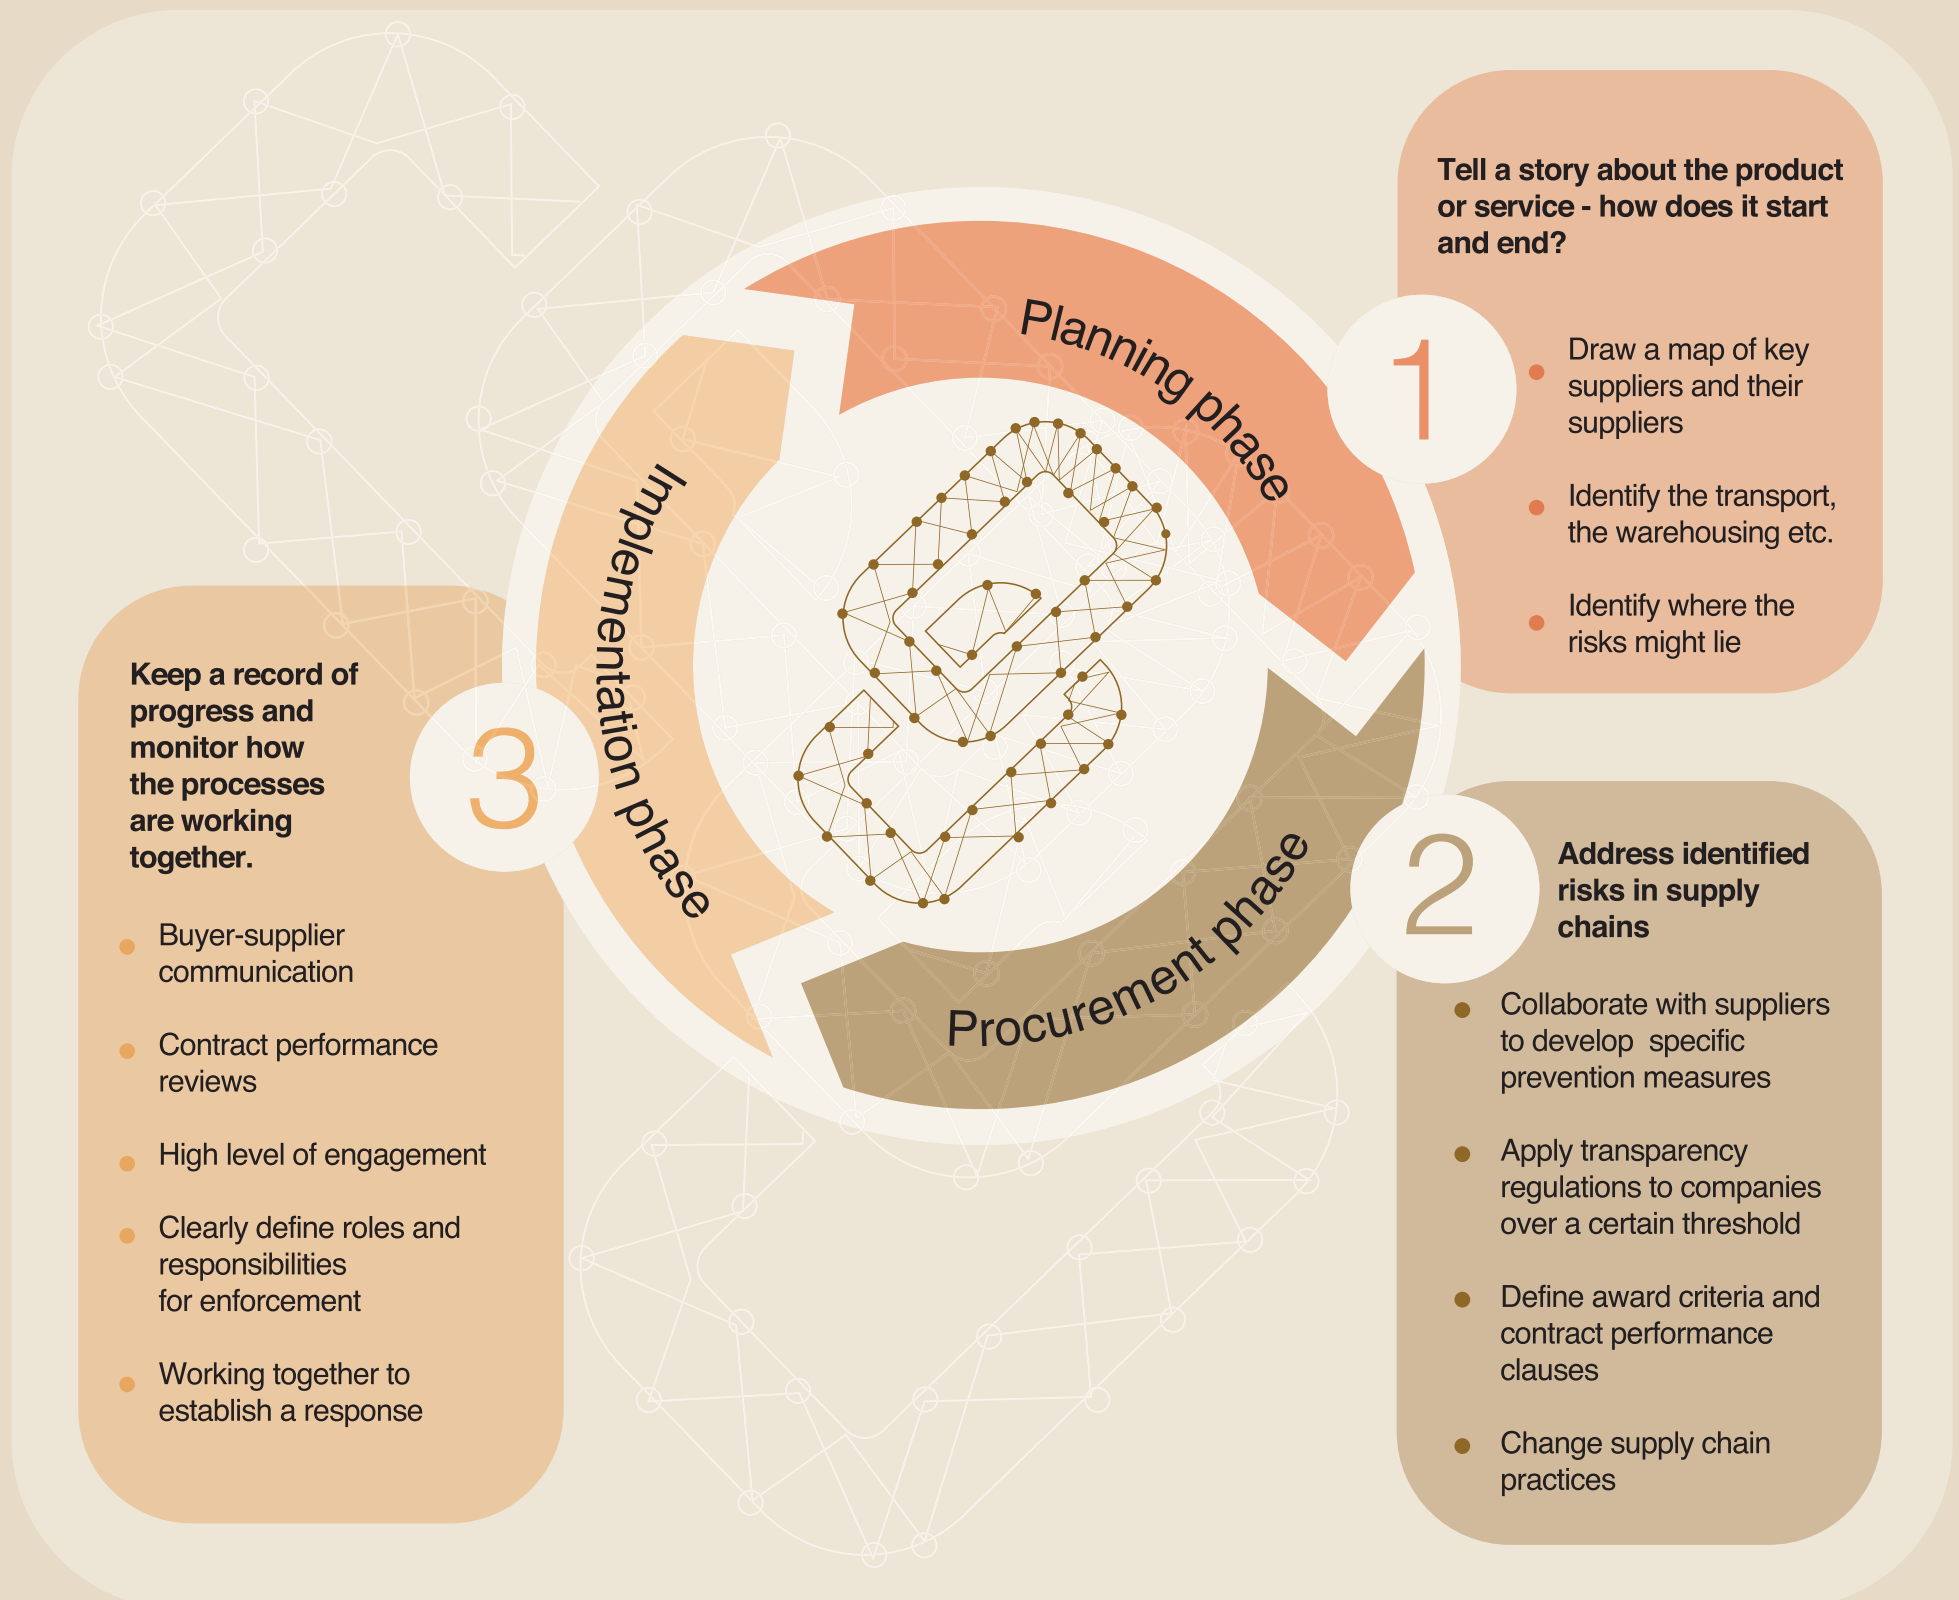 Planning phase
1
Tell a story about the product
or service - how does it start
and end?
Draw a map of key
suppliers and their
suppliers
Identify the transport,
the warehousing etc.
Identify where the
risks might lie
Procurement phase
2
Address identified
risks in supply
chains
Collaborate with suppliers
to develop  specific
prevention measures
Apply transparency
regulations to companies
over a certain threshold
Define award criteria and
contract performance
clauses
Change supply chain
practices
Implementation phase
3
Keep a record of
progress and
monitor how
the processes
are working
together.
Buyer-supplier
communication
Contract performance
reviews
High level of engagement
Clearly define roles and
responsibilities
for enforcement
Working together to
establish a response